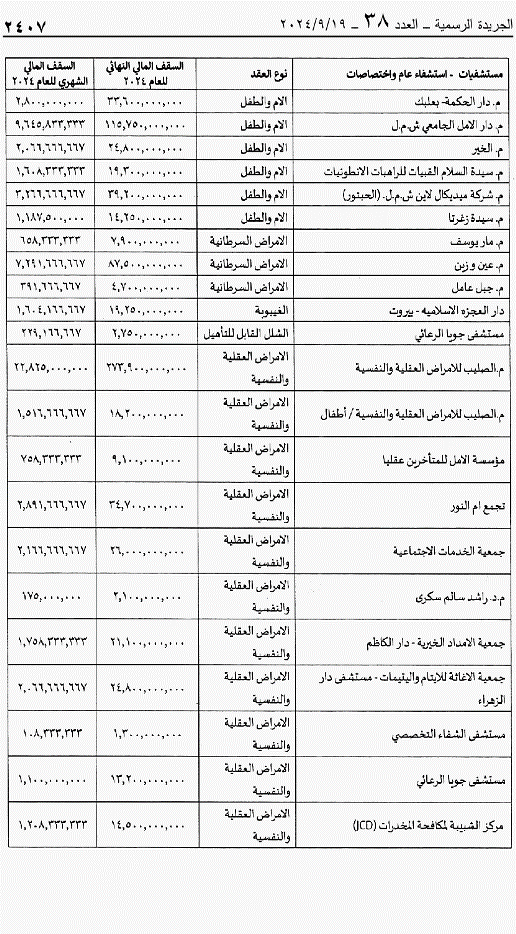 الجريدة الرسمية – العدد ٣٨ – ٢٠٢٤/٩/١٩ ٢٤٠٧
مستشفيات - استشفاء عام واختصاصات نوع العقد السقف المالي النهائي للعام ٢٠٢٤ السقف المالي الشهري للعام ٢٠٢٤
م. دار الحكمة- بعلبك الام والطفل ٣٣,٦٠٠,٠٠٠,٠٠٠ ٢,٨٠٠,٠٠٠,٠٠٠
م. دار الامل الجامعي ش.م.ل الام والطفل ١١٥,٧٥٠,٠٠٠,٠٠٠ ٩,٦٤٥,٨٣٣,٣٣٣
م. الخير الام والطفل ٢٤,٨٠٠,٠٠٠,٠٠٠ ٢,٠٦٦,٦٦٦,٦٦٧
م. سيدة السلام القبيات للراهبات الانطونيات الام والطفل ١٩,٣٠٠,٠٠٠,٠٠٠ ١,٦٠٨,٣٣٣,٣٣٣
م. شركة ميديكال لاين ش.م.ل. (الحبتور) الام والطفل ٣٩,٢٠٠,٠٠٠,٠٠٠ ٣,٢٦٦,٦٦٦,٦٦٧
م. سيدة زغرتا الام والطفل ١٤,٢٥٠,٠٠٠,٠٠٠ ١,١٨٧,٥٠٠,٠٠٠
م. مار يوسف الامراض السرطانية ٧,٩٠٠,٠٠٠,٠٠٠ ٦٥٨,٣٣٣,٣٣٣
م. عين وزين الامراض السرطانية ٨٧,٥٠٠,٠٠٠,٠٠٠ ٧,٢٩١,٦٦٦,٦٦٧
م. جبل عامل الامراض السرطانية ٤,٧٠٠,٠٠٠,٠٠٠ ٣٩١,٦٦٦,٦٦٧
دار العجزه الاسلاميه - بيروت الغيبوبة ١٩,٢٥٠,٠٠٠,٠٠٠ ١,٦٠٤,١٦٦,٦٦٧
مستشفى جويا الرعائي الشلل القابل للتأهيل ٢,٧٥٠,٠٠٠,٠٠٠ ٢٢٩,١٦٦,٦٦٧
م.الصليب للامراض العقلية والنفسية الامراض العقلية والنفسية ٢٧٣,٩٠٠,٠٠٠,٠٠٠ ٢٢,٨٢٥,٠٠٠,٠٠٠
م.الصليب للامراض العقلية والنفسية / أطفال الامراض العقلية والنفسية ١٨,٢٠٠,٠٠٠,٠٠٠ ١,٥١٦,٦٦٦,٦٦٧
مؤسسة الامل للمتأخرين عقليا الامراض العقلية والنفسية ٩,١٠٠,٠٠٠,٠٠٠ ٧٥٨,٣٣٣,٣٣٣
تجمع ام النور الامراض العقلية والنفسية ٣٤,٧٠٠,٠٠٠,٠٠٠ ٢,٨٩١,٦٦٦,٦٦٧
جمعية الخدمات الاجتماعية الامراض العقلية والنفسية ٢٦,٠٠٠,٠٠٠,٠٠٠ ٢,١٦٦,٦٦٦,٦٦٧
م.د. راشد سالم سكرى الامراض العقلية والنفسية ٢,١٠٠,٠٠٠,٠٠٠ ١٧٥,٠٠٠,٠٠٠
جمعية الامداد الخيرية - دار الكاظم الامراض العقلية والنفسية ٢١,١٠٠,٠٠٠,٠٠٠ ١,٧٥٨,٣٣٣,٣٣٣
جمعية الاغاثة للايتام واليتيمات - مستشفى دار الزهراء الامراض العقلية والنفسية ٢٤,٨٠٠,٠٠٠,٠٠٠ ٢,٠٦٦,٦٦٦,٦٦٧
مستشفى الشفاء التخصصي الامراض العقلية والنفسية ١,٣٠٠,٠٠٠,٠٠٠ ١٠٨,٣٣٣,٣٣٣
مستشفى جويا الرعائي الامراض العقلية والنفسية ١٣,٢٠٠,٠٠٠,٠٠٠ ١,١٠٠,٠٠٠,٠٠٠
مركز الشبيبة لمكافحة المخدرات (JCD) الامراض العقلية والنفسية ١٤,٥٠٠,٠٠٠,٠٠٠ ١,٢٠٨,٣٣٣,٣٣٣